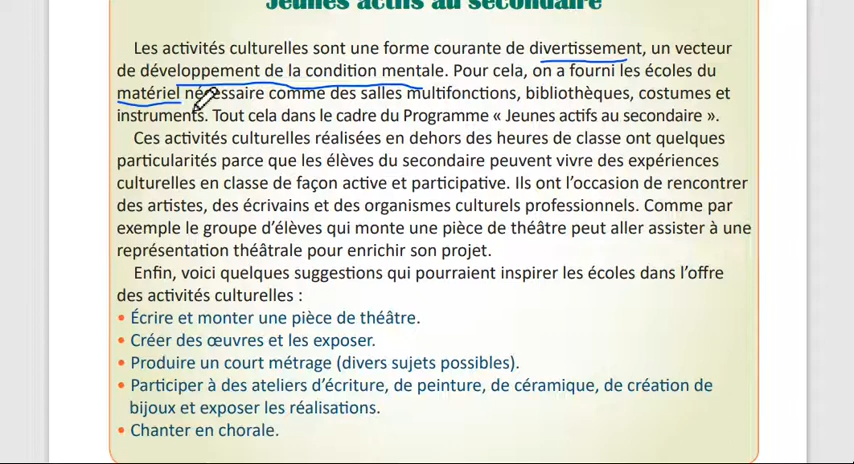 Jeunes actifs au secondaire
Les activités culturelles sont une forme courante de divertissement, un vecteur
de développement de la condition mentale. Pour cela, on a fourni les écoles du
matériel nécessaire comme des salles multifonctions, bibliothèques, costumes et
instruments. Tout cela dans le cadre du Programme « Jeunes actifs au secondaire ».
Ces activités culturelles réalisées en dehors des heures de classe ont quelques
particularités parce que les élèves du secondaire peuvent vivre des expériences
culturelles en classe de façon active et participative. Ils ont l’occasion de rencontrer
des artistes, des écrivains et des organismes culturels professionnels. Comme par
exemple le groupe d’élèves qui monte une pièce de théâtre peut aller assister à une
représentation théâtrale pour enrichir son projet.
Enfin, voici quelques suggestions qui pourraient inspirer les écoles dans l’offre
des activités culturelles :
• Écrire et monter une pièce de théâtre.
• Créer des œuvres et les exposer.
• Produire un court métrage (divers sujets possibles).
• Participer à des ateliers d’écriture, de peinture, de céramique, de création de
bijoux et exposer les réalisations.
• Chanter en chorale.